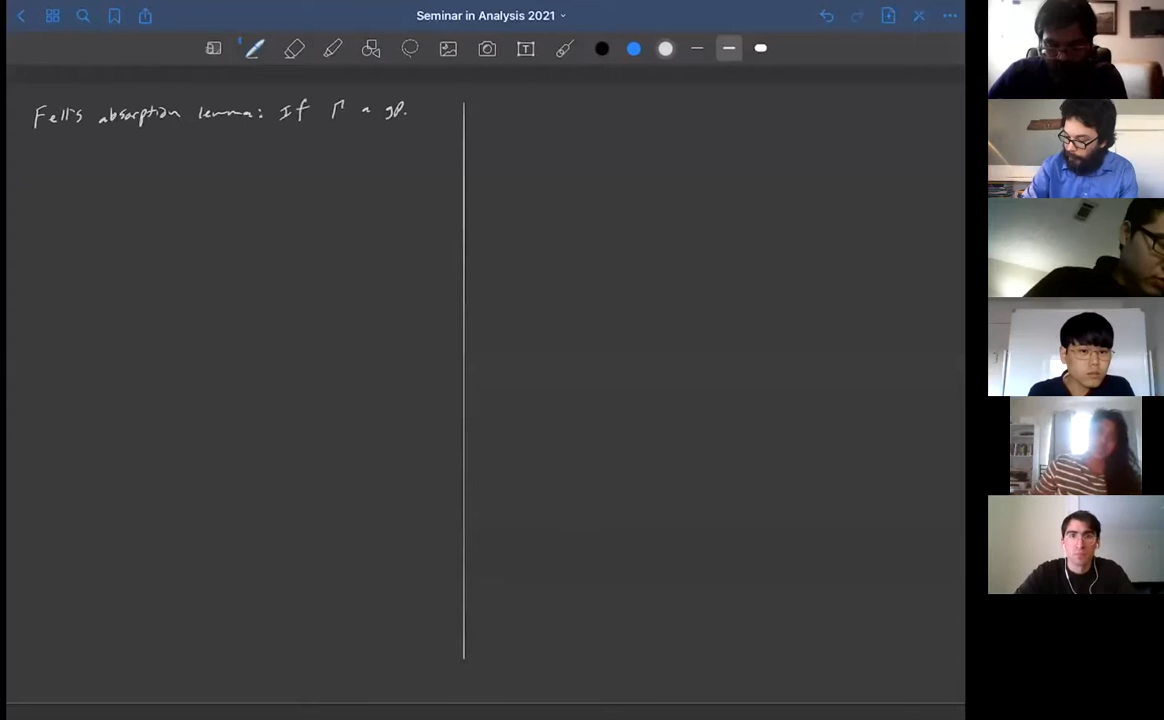 Seminar in Analysis 2021
Fell's absorption lemma: If Γ a gp.